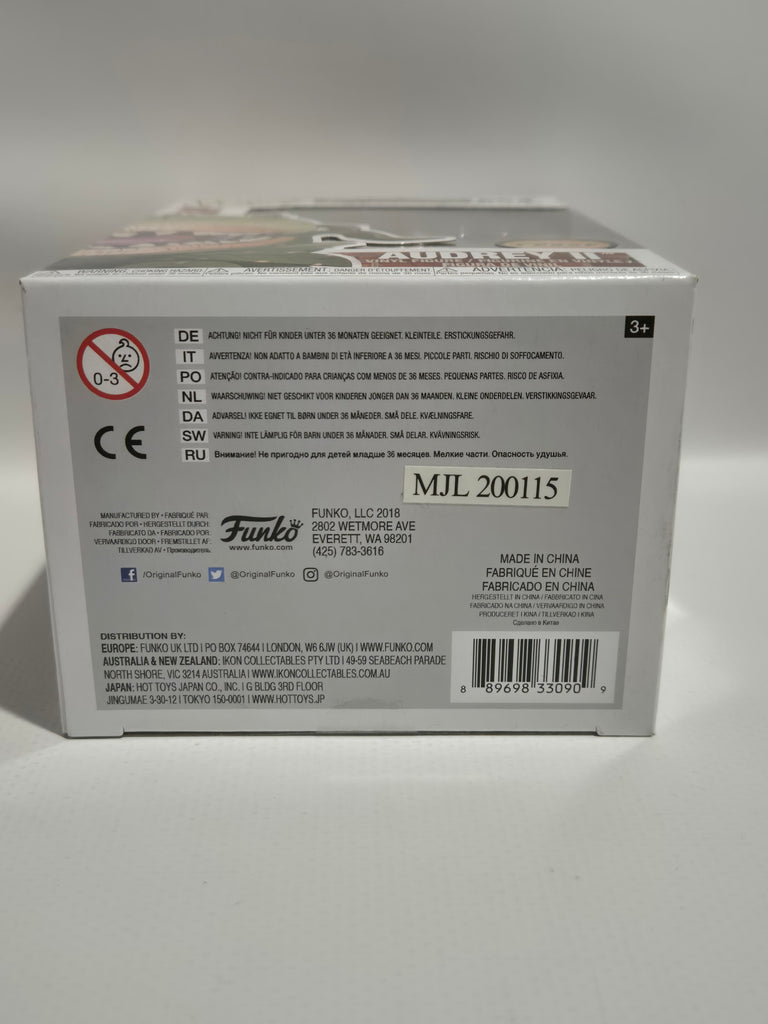 AUDREY II
WARNING: CHOKING HAZARD
AVERTISSEMENT: DANGER D'ÉTOUFFEMENT
ADVERTENCIA: PELIGRO DE
3+
0-3
DE ACHTUNG! NICHT FÜR KINDER UNTER 36 MONATEN GEEIGNET. KLEINTEILE. ERSTICKUNGSGEFAHR.
IT AVVERTENZA! NON ADATTO A BAMBINI DI ETÀ INFERIORE A 36 MESI. PICCOLE PARTI. RISCHIO DI SOFFOCAMENTO.
PO ATENÇÃO! CONTRA-INDICADO PARA CRIANÇAS COM MENOS DE 36 MESES. PEQUENAS PARTES. RISCO DE ASFIXIA.
NL WAARSCHUWING! NIET GESCHIKT VOOR KINDEREN JONGER DAN 36 MAANDEN. KLEINE ONDERDELEN. VERSTIKKINGSGEVAAR.
DA ADVARSEL! IKKE EGNET TIL BØRN UNDER 36 MÅNEDER. SMÅ DELE. KVÆLNINGSFARE.
SW VARNING! INTE LÄMPLIG FÖR BARN UNDER 36 MÅNADER. SMÅ DELAR. KVÄVNINGSRISK.
RU Внимание! Не пригодно для детей младше 36 месяцев. Мелкие части. Опасность удушья.
CE
MJL 200115
MANUFACTURED BY • FABRIQUÉ PAR:
FABRICADO POR • HERGESTELLT DURCH:
FABBRICATO DA • FABRICADO POR:
VERVAARDIGD DOOR • FREMSTILLET AF:
TILLVERKAD AV • Производитель:
Funko
www.funko.com
FUNKO, LLC 2018
2802 WETMORE AVE
EVERETT, WA 98201
(425) 783-3616
/OriginalFunko @OriginalFunko @OriginalFunko
MADE IN CHINA
FABRIQUÉ EN CHINE
FABRICADO EN CHINA
HERGESTELLT IN CHINA / FABBRICATO IN CINA
FABRICADO NA CHINA / VERVAARDIGD IN CHINA
PRODUCERET I KINA / TILLVERKAD I KINA
Сделано в Китае
DISTRIBUTION BY:
EUROPE: FUNKO UK LTD | PO BOX 74644 | LONDON, W6 6JW (UK) | WWW.FUNKO.COM
AUSTRALIA & NEW ZEALAND: IKON COLLECTABLES PTY LTD | 49-59 SEABEACH PARADE
NORTH SHORE, VIC 3214 AUSTRALIA | WWW.IKONCOLLECTABLES.COM.AU
JAPAN: HOT TOYS JAPAN CO., INC. | G BLDG 3RD FLOOR
JINGUMAE 3-30-12 | TOKYO 150-0001 | WWW.HOTTOYS.JP
8 89698 33090 9